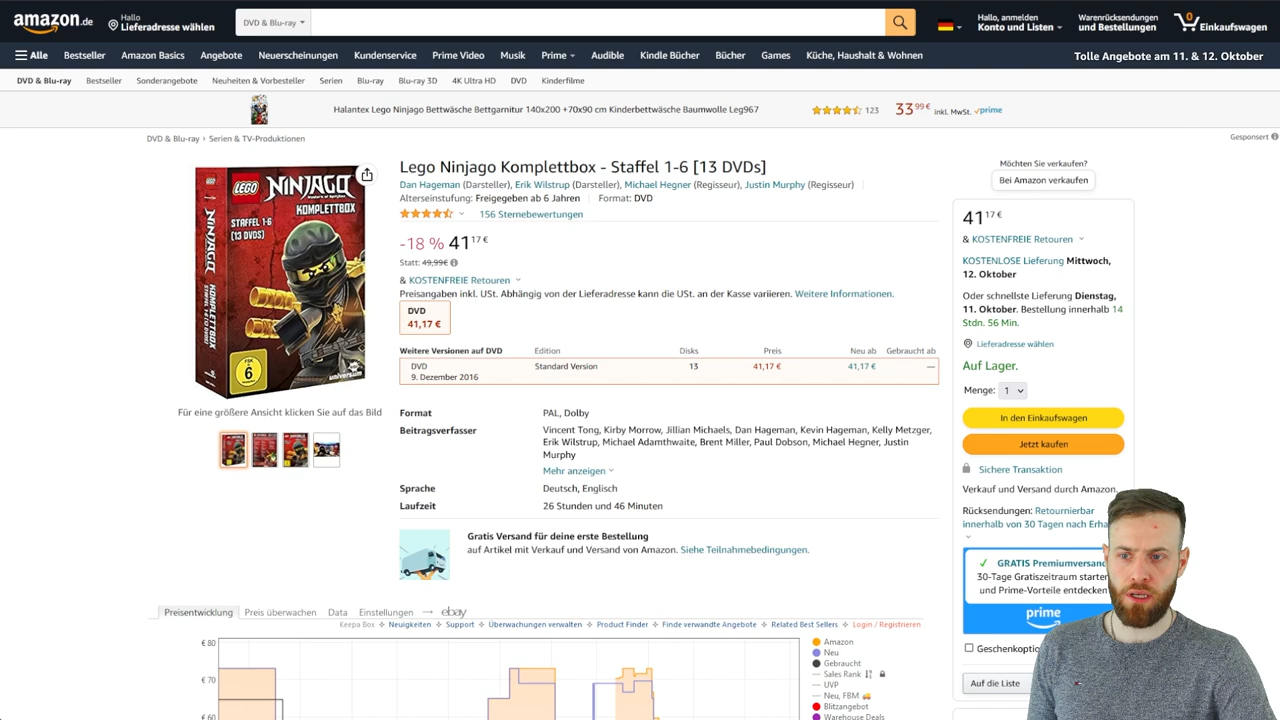 amazon.de
Hallo
Lieferadresse wählen
DVD & Blu-ray
Hallo, anmelden
Konto und Listen
Warenrücksendungen
und Bestellungen
0
Einkaufswagen
Alle
Bestseller
Amazon Basics
Angebote
Neuerscheinungen
Kundenservice
Prime Video
Musik
Prime
Audible
Kindle Bücher
Bücher
Games
Küche, Haushalt & Wohnen
Tolle Angebote am 11. & 12. Oktober
DVD & Blu-ray
Bestseller
Sonderangebote
Neuheiten & Vorbesteller
Serien
Blu-ray
Blu-ray 3D
4K Ultra HD
DVD
Kinderfilme
Halantex Lego Ninjago Bettwäsche Bettgarnitur 140x200 +70x90 cm Kinderbettwäsche Baumwolle Leg967
123
33 99 € inkl. MwSt. prime
DVD & Blu-ray › Serien & TV-Produktionen
Gesponsert
LEGO NINJAGO
KOMPLETTBOX
STAFFEL 1-6
(13 DVDS)
NINJAGO KOMPLETTBOX
STAFFEL 1-6 (13 DVDS)
FSK
6
universum
Für eine größere Ansicht klicken Sie auf das Bild
Lego Ninjago Komplettbox - Staffel 1-6 [13 DVDs]
Dan Hageman (Darsteller), Erik Wilstrup (Darsteller), Michael Hegner (Regisseur), Justin Murphy (Regisseur)
Alterseinstufung: Freigegeben ab 6 Jahren Format: DVD
156 Sternebewertungen
-18 % 41 17 €
Statt: 49,99€
& KOSTENFREIE Retouren
Preisangaben inkl. USt. Abhängig von der Lieferadresse kann die USt. an der Kasse variieren. Weitere Informationen.
DVD
41,17 €
Weitere Versionen auf DVD Edition Disks Preis Neu ab Gebraucht ab
DVD Standard Version 13 41,17 € 41,17 € —
9. Dezember 2016
Format PAL, Dolby
Beitragsverfasser Vincent Tong, Kirby Morrow, Jillian Michaels, Dan Hageman, Kevin Hageman, Kelly Metzger,
Erik Wilstrup, Michael Adamthwaite, Brent Miller, Paul Dobson, Michael Hegner, Justin
Murphy
Mehr anzeigen
Sprache Deutsch, Englisch
Laufzeit 26 Stunden und 46 Minuten
Gratis Versand für deine erste Bestellung
auf Artikel mit Verkauf und Versand von Amazon. Siehe Teilnahmebedingungen.
Möchten Sie verkaufen?
Bei Amazon verkaufen
41 17 €
& KOSTENFREIE Retouren
KOSTENLOSE Lieferung Mittwoch,
12. Oktober
Oder schnellste Lieferung Dienstag,
11. Oktober. Bestellung innerhalb 14
Stdn. 56 Min.
Lieferadresse wählen
Auf Lager.
Menge: 1
In den Einkaufswagen
Jetzt kaufen
Sichere Transaktion
Verkauf und Versand durch Amazon.
Rücksendungen: Retournierbar
innerhalb von 30 Tagen nach Erha
GRATIS Premiumversand
30-Tage Gratiszeitraum starten
und Prime-Vorteile entdecken
prime
Geschenkoptio
Auf die Liste
Preisentwicklung Preis überwachen Data Einstellungen → ebay
Keepa Box Neuigkeiten Support Überwachungen verwalten Product Finder Finde verwandte Angebote Related Best Sellers Login / Registrieren
€ 80
€ 70
€ 60
Amazon
Neu
Gebraucht
Sales Rank
UVP
Neu, FBM
Blitzangebot
Warehouse Deals